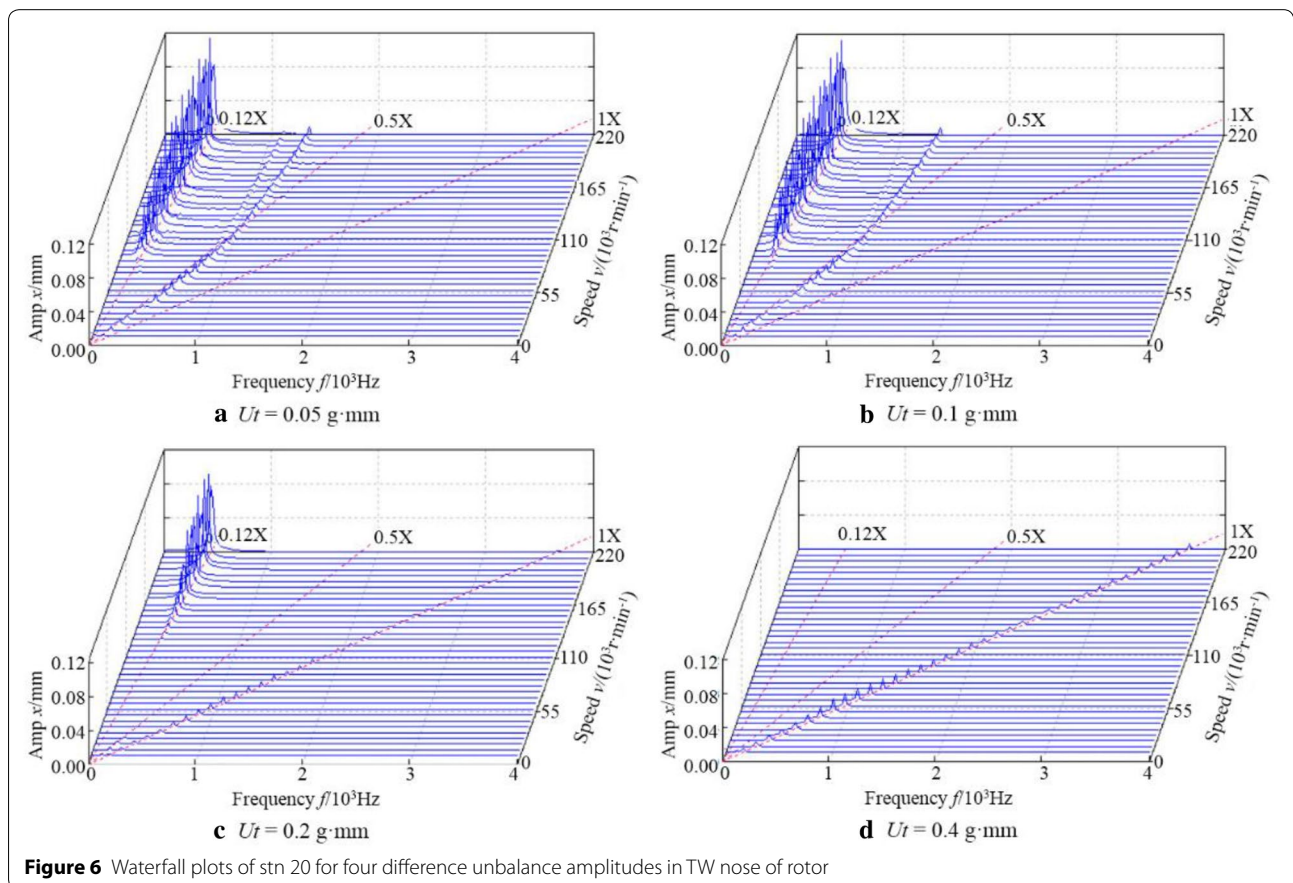 0.12X
0.5X
1X
220
165
110
55
0
0.12
0.08
0.04
0.00
Amp x/mm
Speed v/(10³r·min⁻¹)
0 1 2 3 4
Frequency f/10³Hz
a Ut = 0.05 g·mm
0.12X
0.5X
1X
220
165
110
55
0
0.12
0.08
0.04
0.00
Amp x/mm
Speed v/(10³r·min⁻¹)
0 1 2 3 4
Frequency f/10³Hz
b Ut = 0.1 g·mm
0.12X
0.5X
1X
220
165
110
55
0
0.12
0.08
0.04
0.00
Amp x/mm
Speed v/(10³r·min⁻¹)
0 1 2 3 4
Frequency f/10³Hz
c Ut = 0.2 g·mm
0.12X
0.5X
1X
220
165
110
55
0
0.12
0.08
0.04
0.00
Amp x/mm
Speed v/(10³r·min⁻¹)
0 1 2 3 4
Frequency f/10³Hz
d Ut = 0.4 g·mm
Figure 6 Waterfall plots of stn 20 for four difference unbalance amplitudes in TW nose of rotor